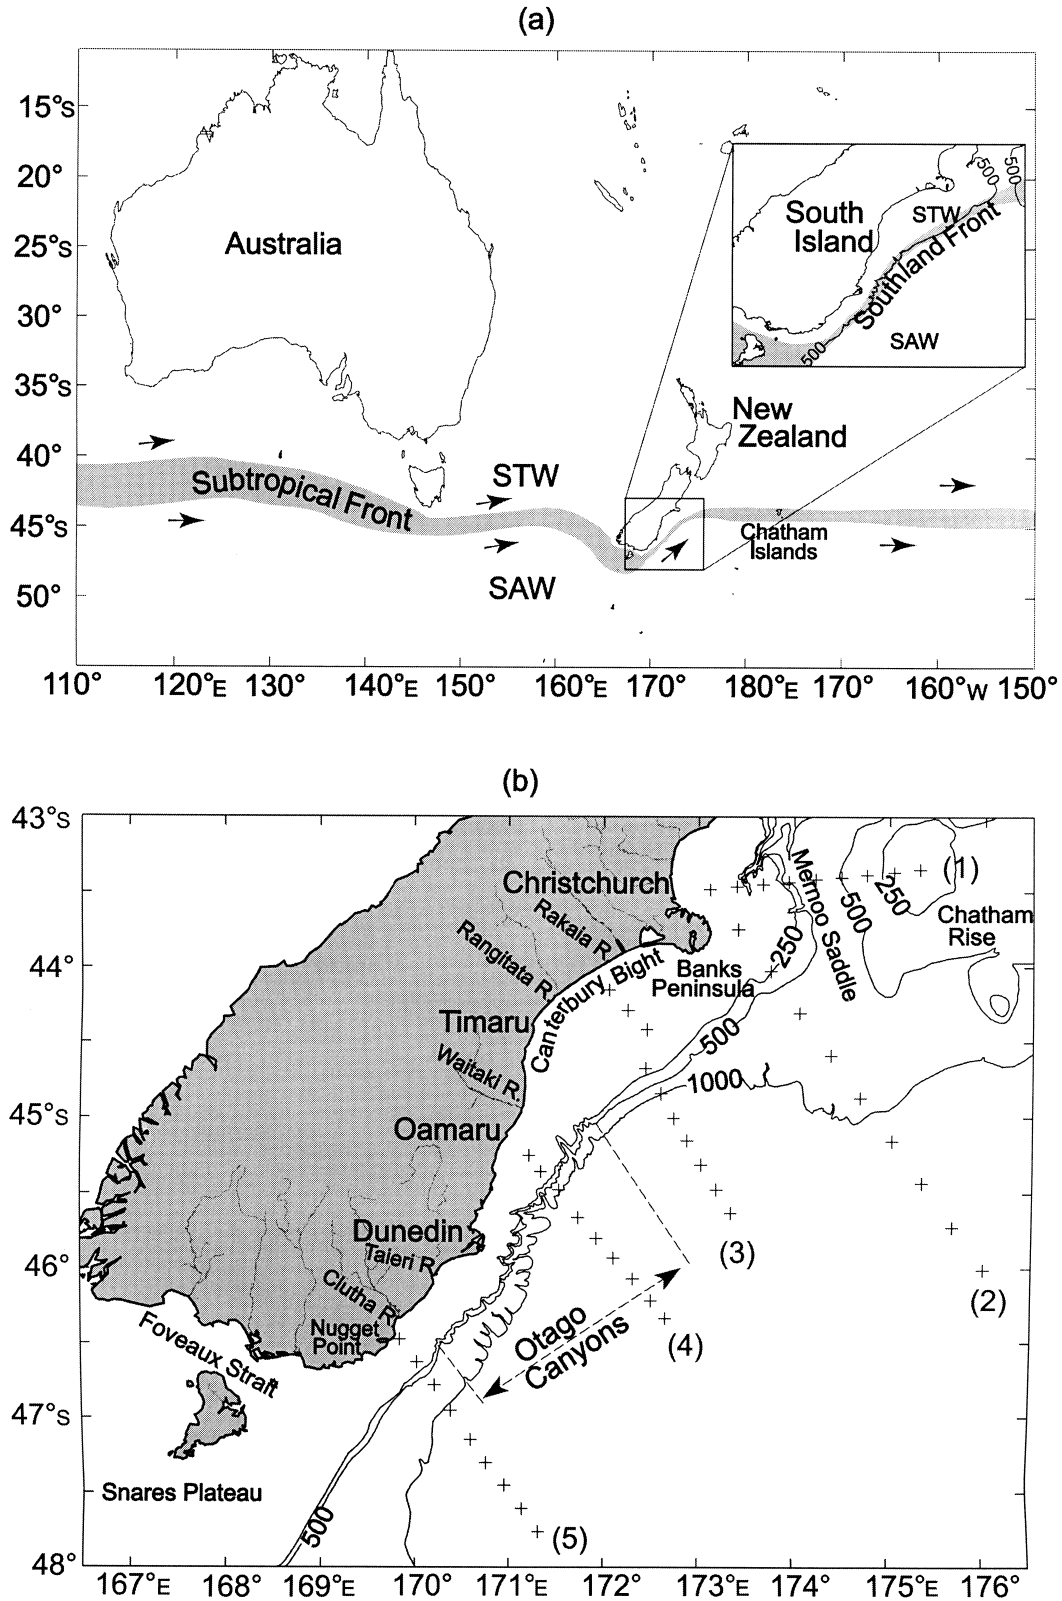 (a)
15°S
20°
25°S
30°
35°S
40°
45°S
50°
110°
120°E
130°
140°E
150°
160°E
170°
180°E
170°
160°W
150°
Australia
Subtropical Front
STW
SAW
New
Zealand
Chatham
Islands
South
Island
STW
Southland Front
SAW
500
500
500
(b)
43°S
44°
45°S
46°
47°S
48°
167°E
168°
169°E
170°
171°E
172°
173°E
174°
175°E
176°
Christchurch
Rakaia R.
Rangitata R.
Timaru
Canterbury Bight
Waitaki R.
Oamaru
Dunedin
Taieri R.
Clutha R.
Nugget
Point
Foveaux Strait
Snares Plateau
Banks
Peninsula
Mernoo Saddle
Chatham
Rise
250
500
250
500
1000
500
Otago
Canyons
(1)
(2)
(3)
(4)
(5)